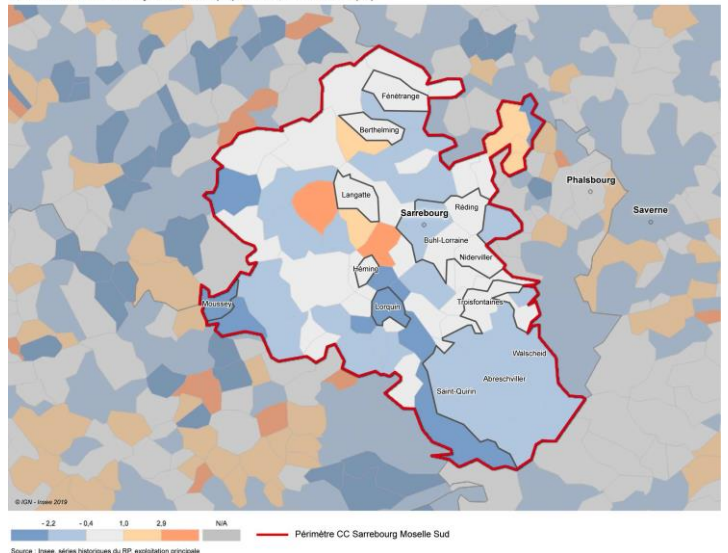 Fénétrange
Berthelming
Phalsbourg
Langatte
Réding
Sarrebourg
Saverne
Buhl-Lorraine
Niderviller
Héming
Moussey
Lorquin
Troisfontaines
Walscheid
Abreschviller
Saint-Quirin
© IGN - Insee 2019
- 2,2 - 0,4 1,0 2,9 N/A
Périmètre CC Sarrebourg Moselle Sud
Source : Insee, séries historiques du RP, exploitation principale